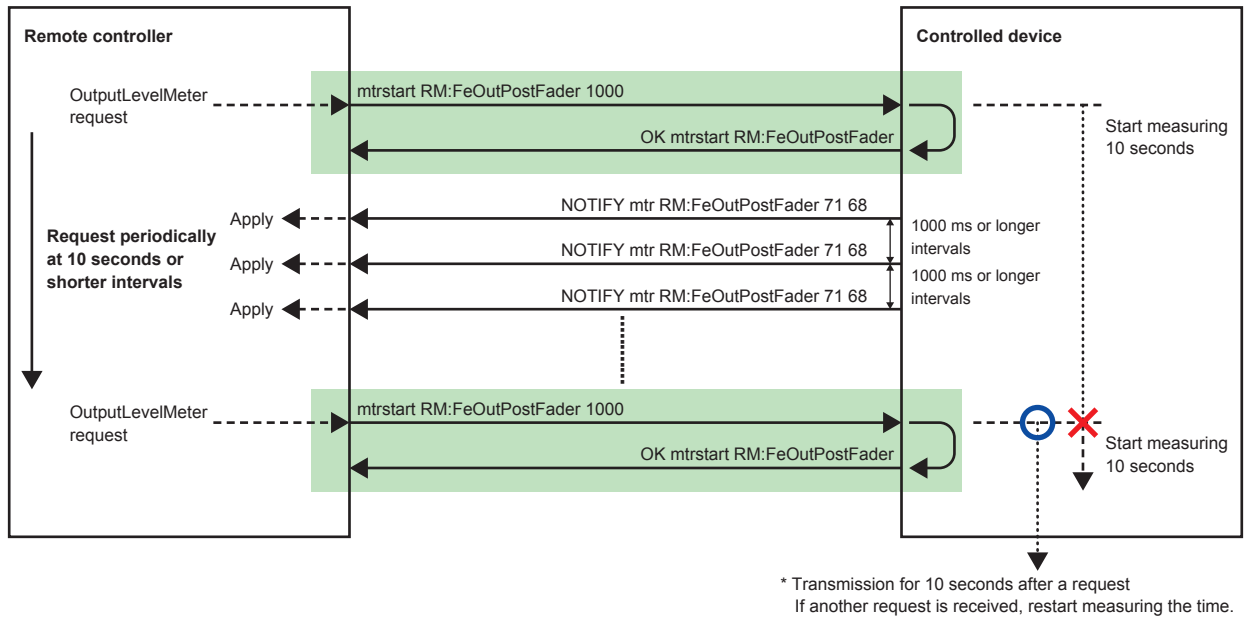 Remote controller
Controlled device
OutputLevelMeter
request
mtrstart RM:FeOutPostFader 1000
OK mtrstart RM:FeOutPostFader
Start measuring
10 seconds
Request periodically
at 10 seconds or
shorter intervals
Apply
NOTIFY mtr RM:FeOutPostFader 71 68
1000 ms or longer
intervals
Apply
NOTIFY mtr RM:FeOutPostFader 71 68
1000 ms or longer
intervals
Apply
NOTIFY mtr RM:FeOutPostFader 71 68
OutputLevelMeter
request
mtrstart RM:FeOutPostFader 1000
OK mtrstart RM:FeOutPostFader
Start measuring
10 seconds
* Transmission for 10 seconds after a request
If another request is received, restart measuring the time.